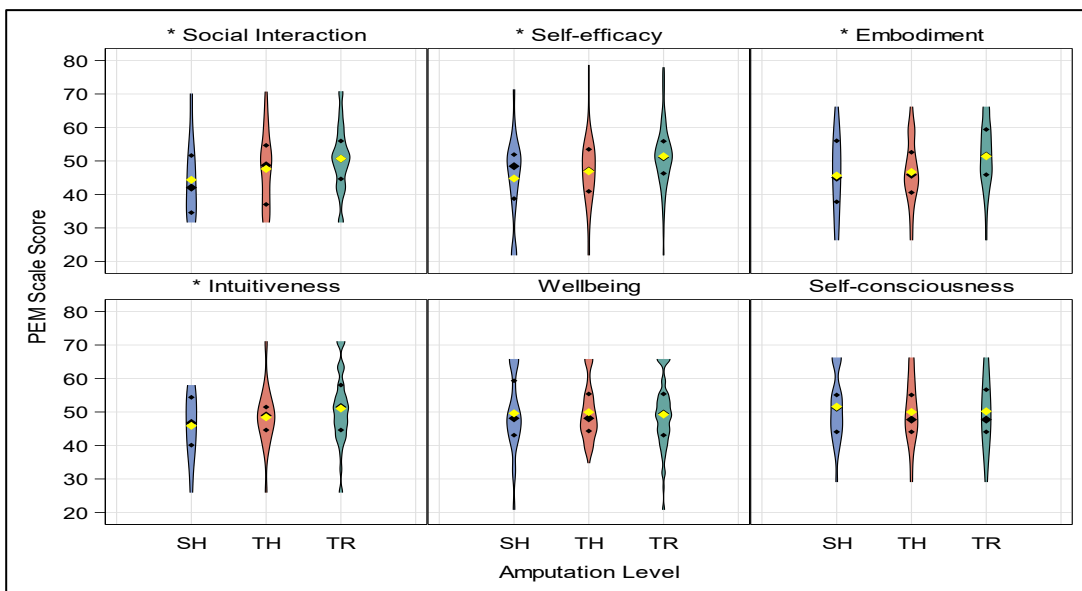 * Social Interaction
* Self-efficacy
* Embodiment
80
70
60
50
40
30
20
* Intuitiveness
Wellbeing
Self-consciousness
80
70
60
50
40
30
20
PEM Scale Score
SH TH TR
SH TH TR
SH TH TR
Amputation Level